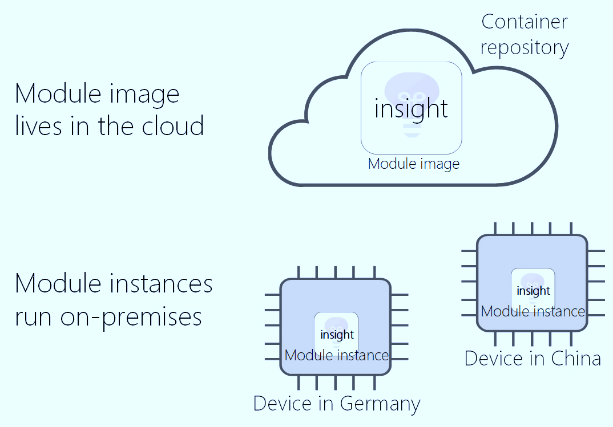 Container
repository
Module image
lives in the cloud
insight
Module image
Module instances
run on-premises
insight
Module instance
Device in China
insight
Module instance
Device in Germany